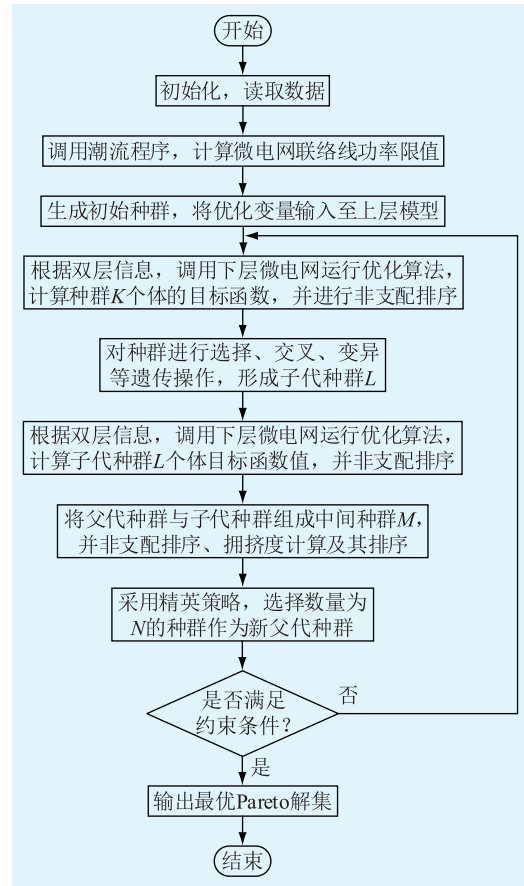 开始
初始化，读取数据
调用潮流程序，计算微电网联络线功率限值
生成初始种群，将优化变量输入至上层模型
根据双层信息，调用下层微电网运行优化算法，
计算种群K个体的目标函数，并进行非支配排序
对种群进行选择、交叉、变异
等遗传操作，形成子代种群L
根据双层信息，调用下层微电网运行优化算法，
计算子代种群L个体目标函数值，并非支配排序
将父代种群与子代种群组成中间种群M，
并非支配排序、拥挤度计算及其排序
采用精英策略，选择数量为
N的种群作为新父代种群
是否满足
约束条件？
否
是
输出最优Pareto解集
结束